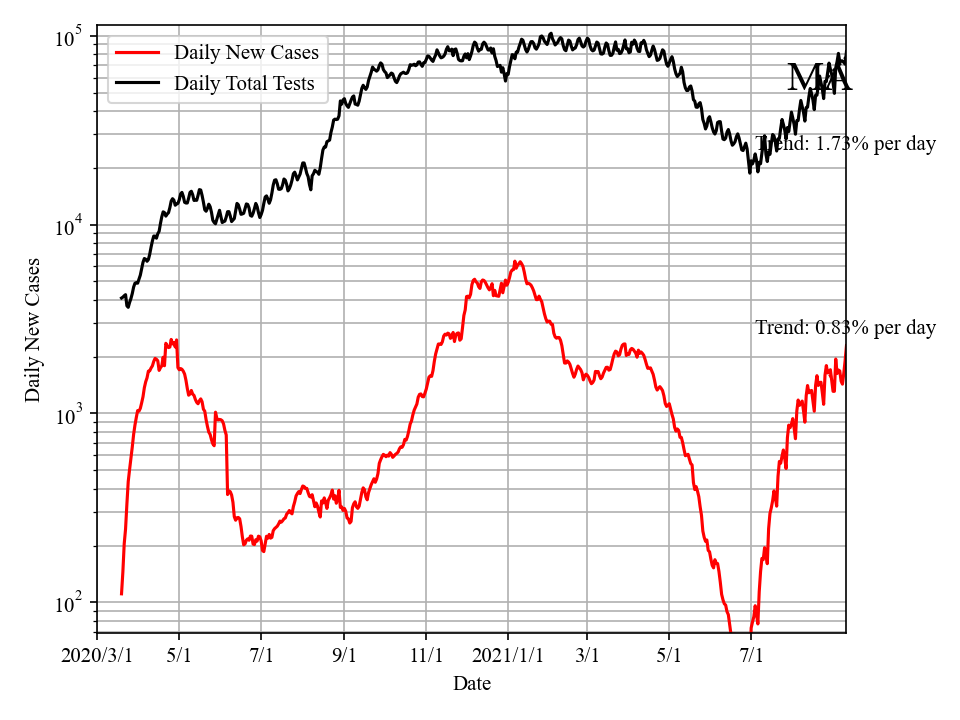 10^5
Daily New Cases
Daily Total Tests
MA
Trend: 1.73% per day
10^4
Daily New Cases
Trend: 0.83% per day
10^3
10^2
2020/3/1 5/1 7/1 9/1 11/1 2021/1/1 3/1 5/1 7/1
Date